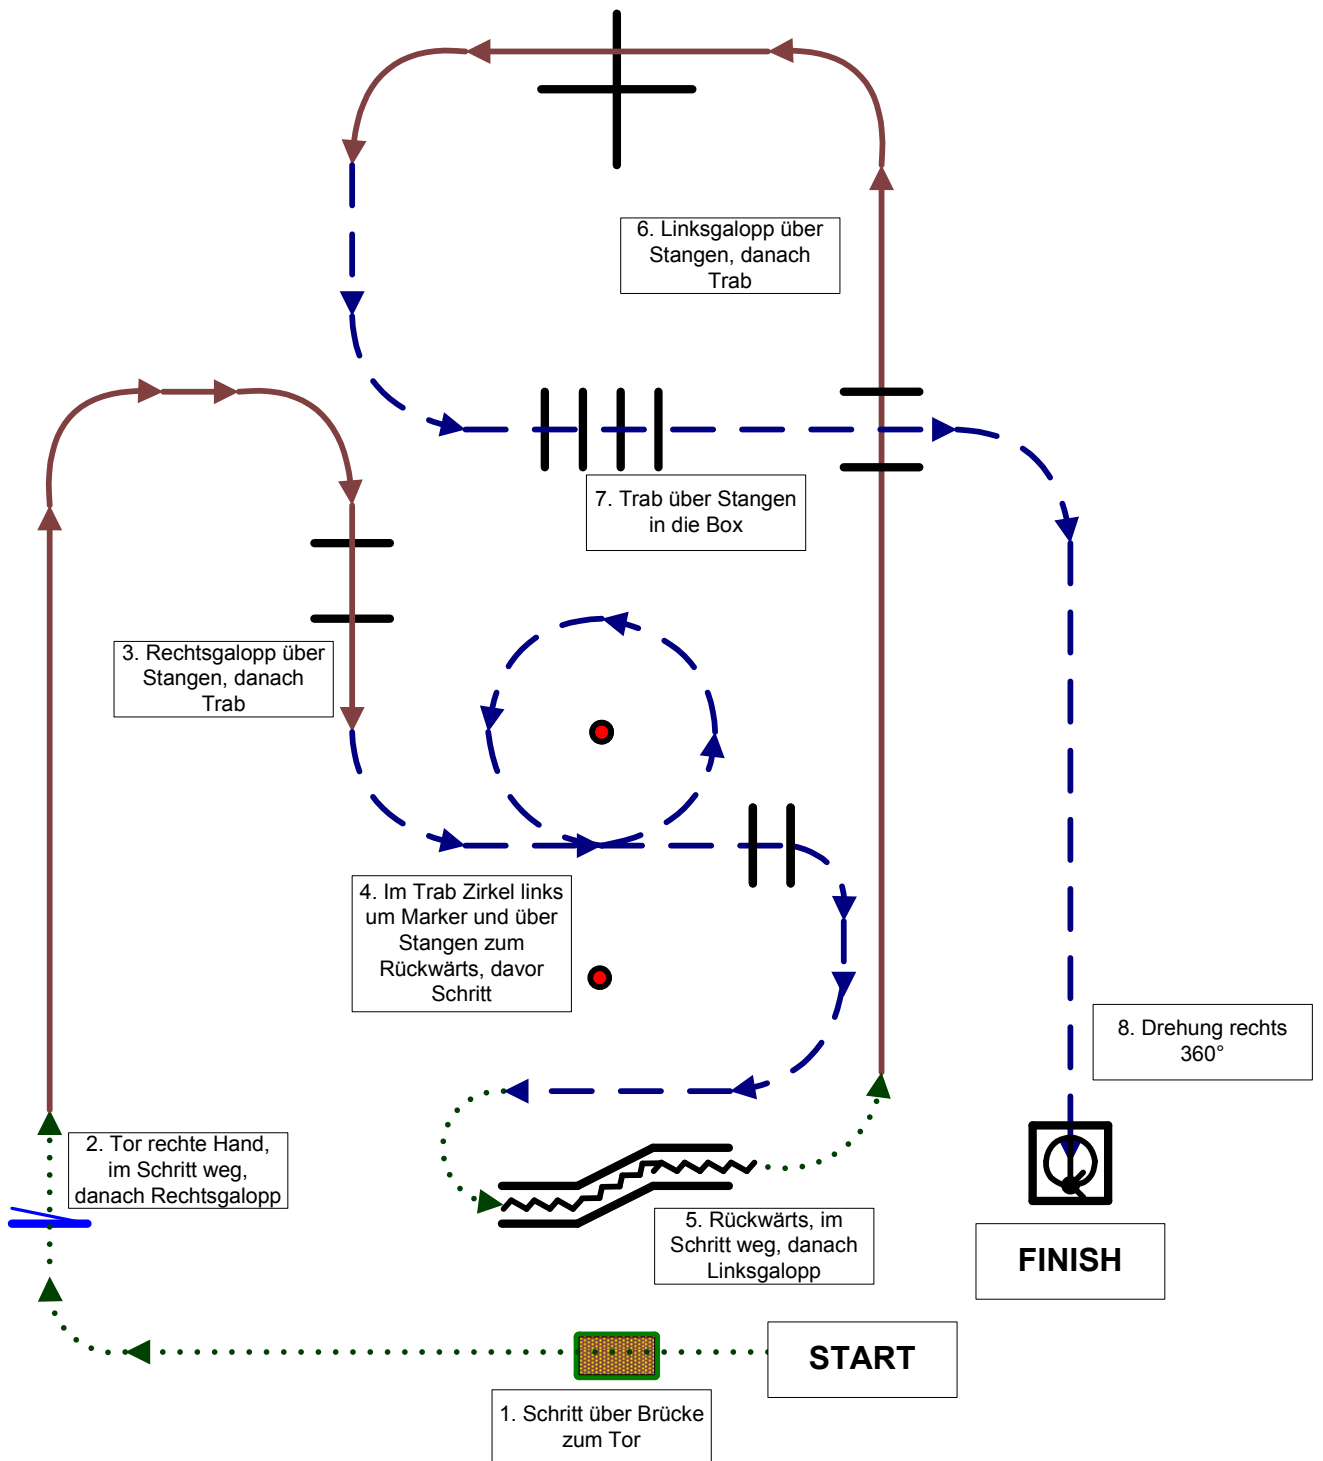 6. Linksgalopp über
Stangen, danach
Trab
7. Trab über Stangen
in die Box
3. Rechtsgalopp über
Stangen, danach
Trab
4. Im Trab Zirkel links
um Marker und über
Stangen zum
Rückwärts, davor
Schritt
8. Drehung rechts
360°
2. Tor rechte Hand,
im Schritt weg,
danach Rechtsgalopp
5. Rückwärts, im
Schritt weg, danach
Linksgalopp
FINISH
START
1. Schritt über Brücke
zum Tor